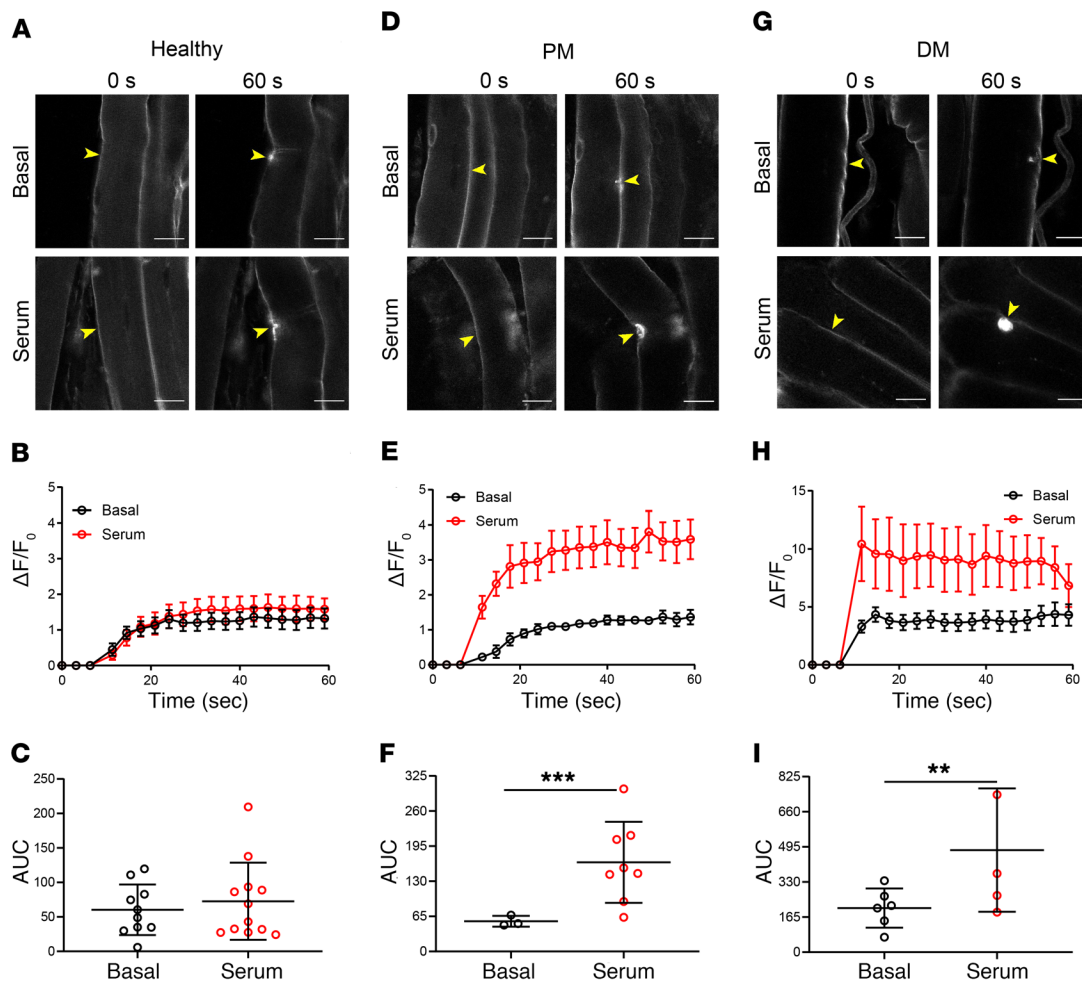 A
Healthy
0 s 60 s
Basal
Serum
D
PM
0 s 60 s
Basal
Serum
G
DM
0 s 60 s
Basal
Serum
B
5
4
3
2
1
0
ΔF/F0
Basal
Serum
0 20 40 60
Time (sec)
E
5
4
3
2
1
0
ΔF/F0
Basal
Serum
0 20 40 60
Time (sec)
H
15
10
5
0
ΔF/F0
Basal
Serum
0 20 40 60
Time (sec)
C
250
200
150
100
50
0
AUC
Basal Serum
F
325
260
195
130
65
0
AUC
***
Basal Serum
I
825
660
495
330
165
0
AUC
**
Basal Serum